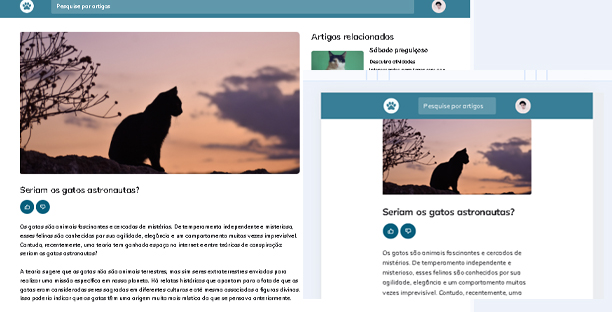 Pesquise por artigos
Artigos relacionados
Sábado preguiçoso
Descubra atividades
Seriam os gatos astronautas?
Os gatos são animais fascinantes e cercados de mistérios. De temperamento independente e misterioso,
esses felinos são conhecidos por sua agilidade, elegância e um comportamento muitas vezes imprevisível.
Contudo, recentemente, uma teoria tem ganhado espaço na internet e entre teóricos da conspiração:
seriam os gatos astronautas?
A teoria sugere que os gatos não são animais terrestres, mas sim seres extraterrestres enviados para
realizar uma missão específica em nosso planeta. Há relatos históricos que apontam para o fato de que os
gatos eram considerados seres sagrados em diferentes culturas e até mesmo associados a figuras divinas.
Isso poderia indicar que os gatos têm uma origem muito mais mística do que se pensava anteriormente.
Pesquise por artigos
Seriam os gatos astronautas?
Os gatos são animais fascinantes e cercados de
mistérios. De temperamento independente e
misterioso, esses felinos são conhecidos por sua
agilidade, elegância e um comportamento muitas
vezes imprevisível. Contudo, recentemente, uma